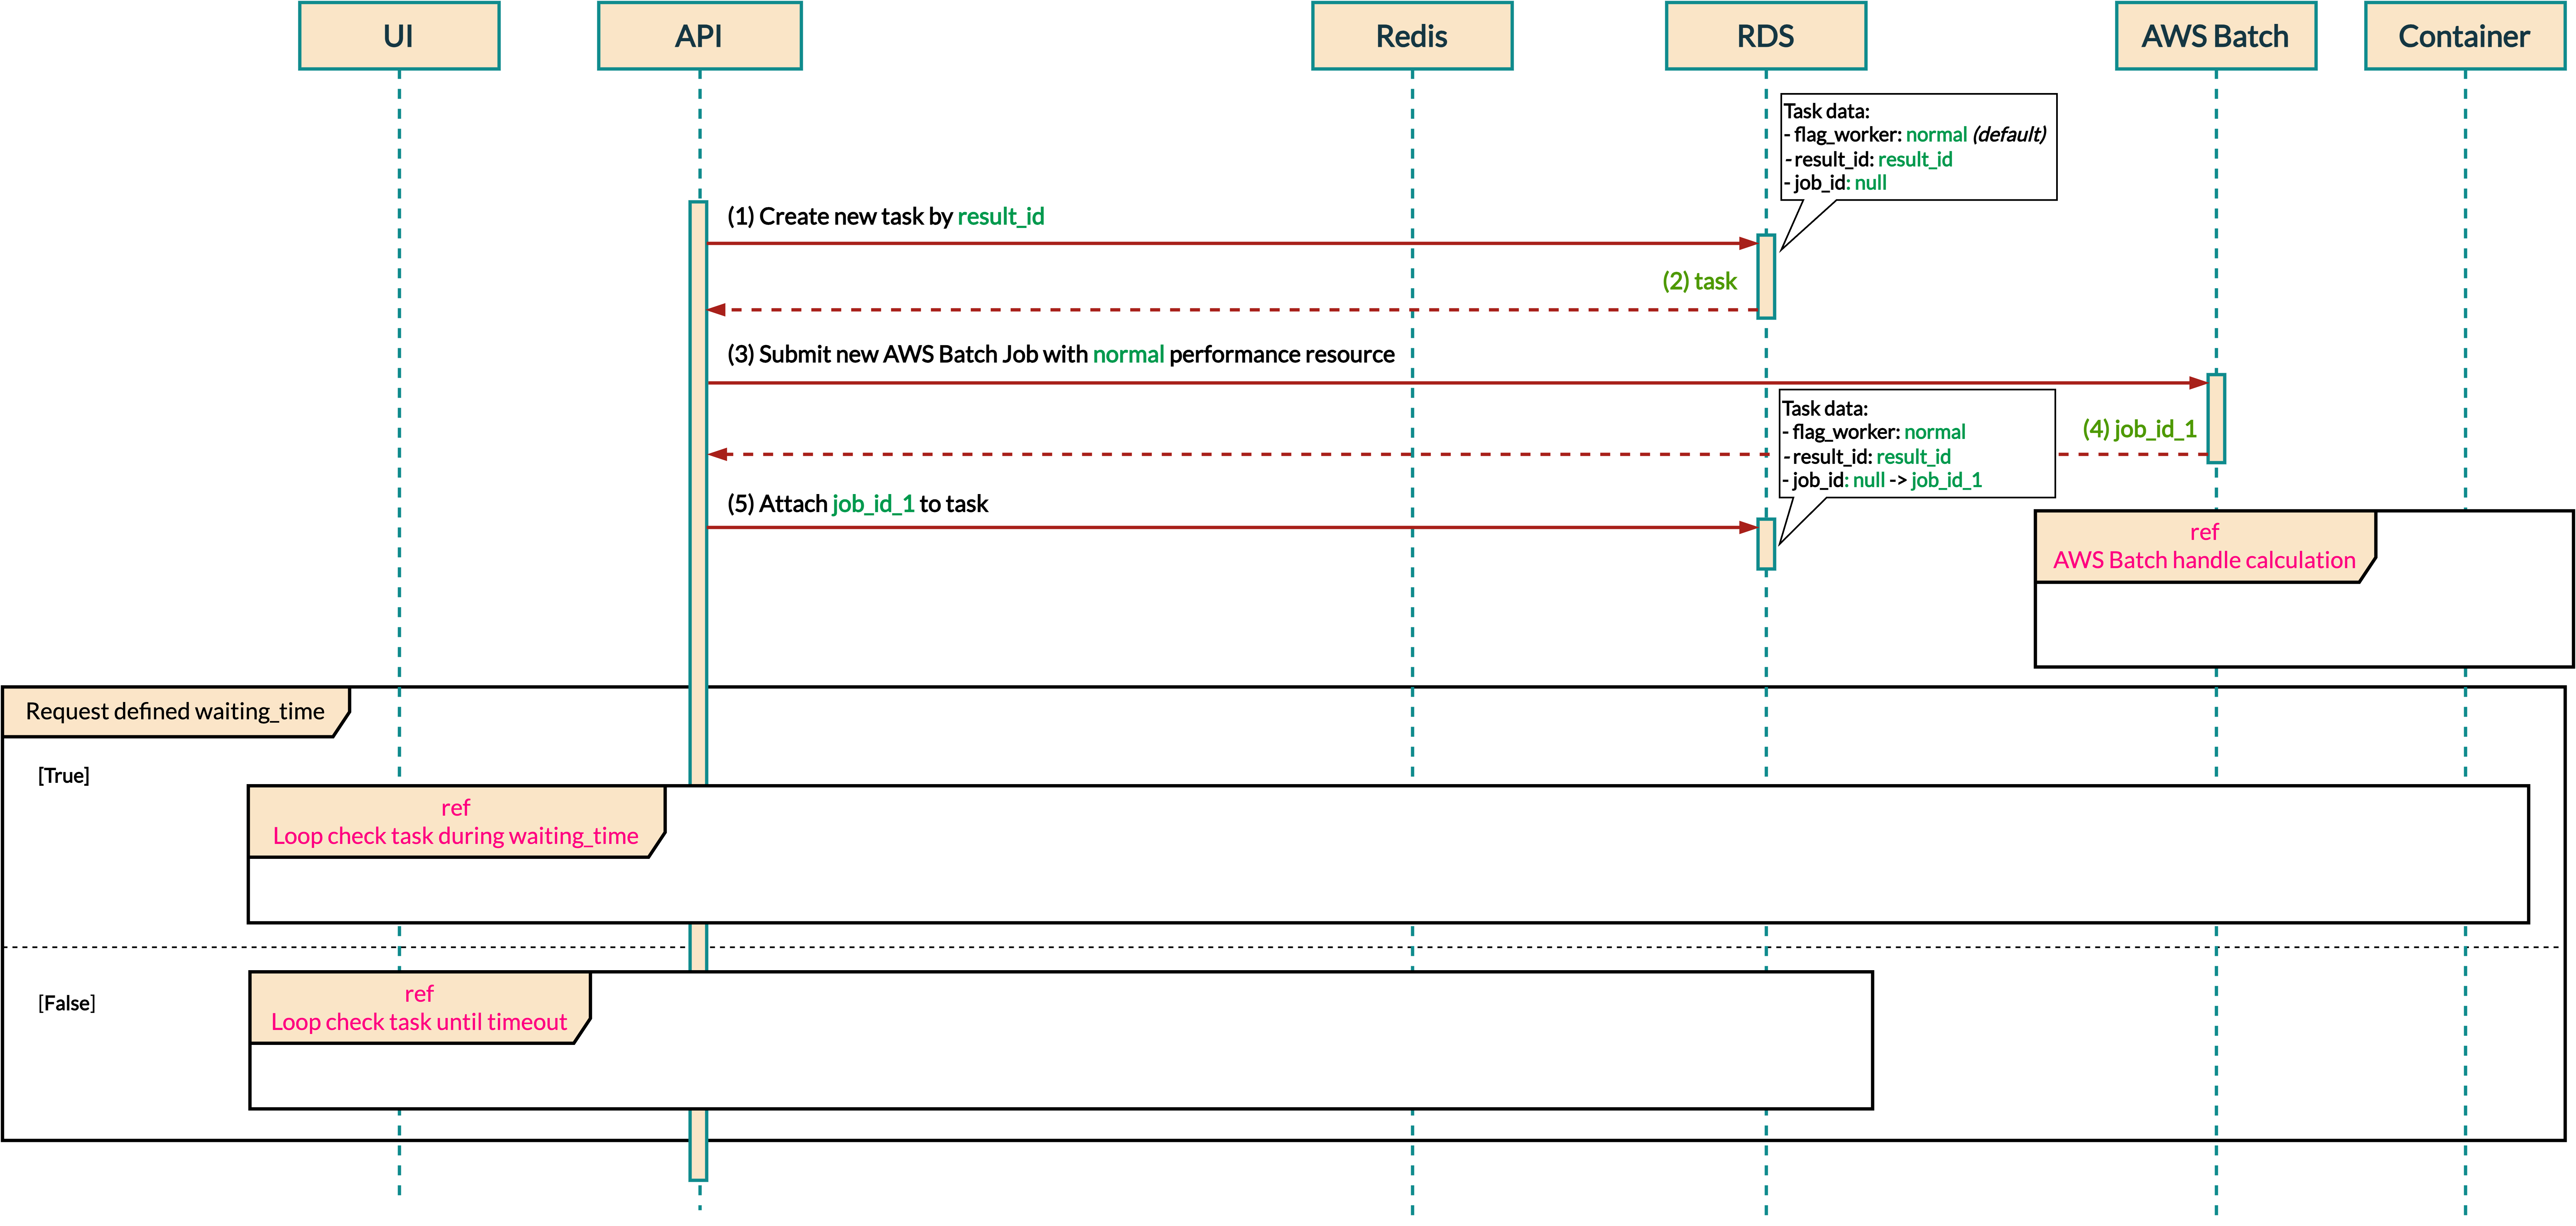 UI
API
Redis
RDS
AWS Batch
Container
Task data:
- flag_worker: normal (default)
- result_id: result_id
- job_id: null
(1) Create new task by result_id
(2) task
(3) Submit new AWS Batch Job with normal performance resource
Task data:
- flag_worker: normal
- result_id: result_id
- job_id: null -> job_id_1
(4) job_id_1
(5) Attach job_id_1 to task
ref
AWS Batch handle calculation
Request defined waiting_time
[True]
ref
Loop check task during waiting_time
[False]
ref
Loop check task until timeout